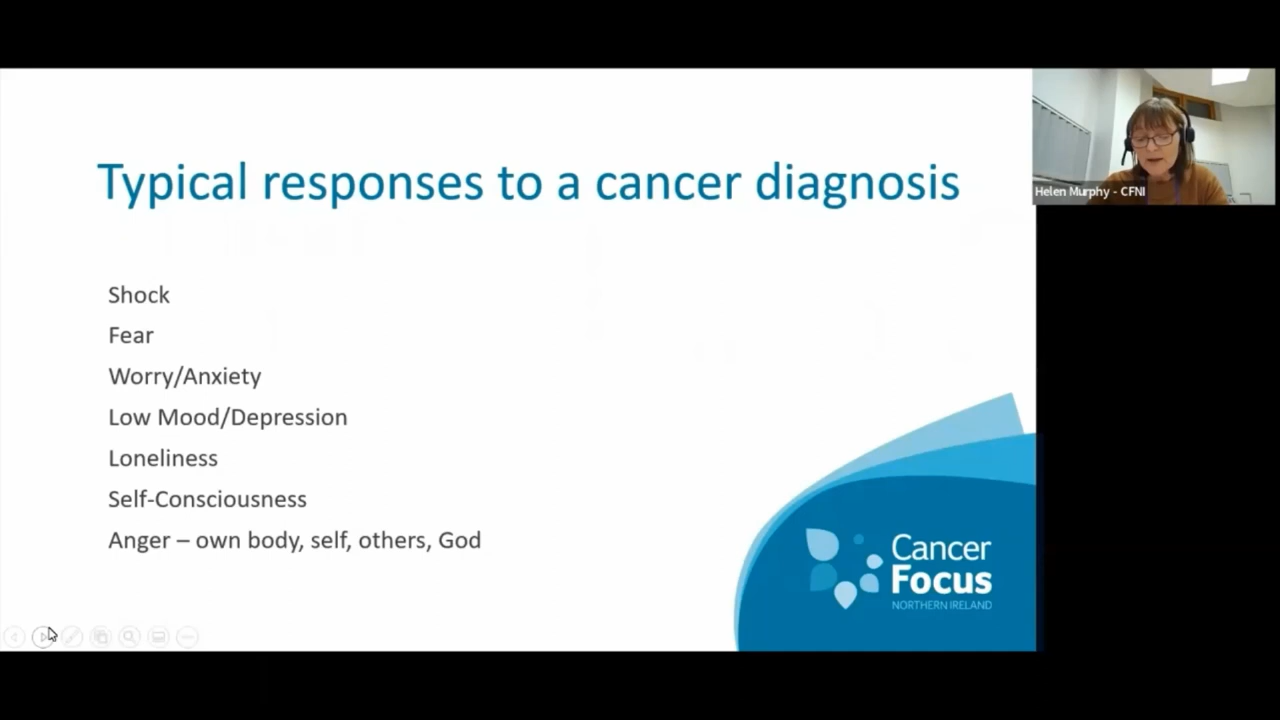 Typical responses to a cancer diagnosis
Helen Murphy - CFNI
Shock
Fear
Worry/Anxiety
Low Mood/Depression
Loneliness
Self-Consciousness
Anger – own body, self, others, God
Cancer
Focus
NORTHERN IRELAND